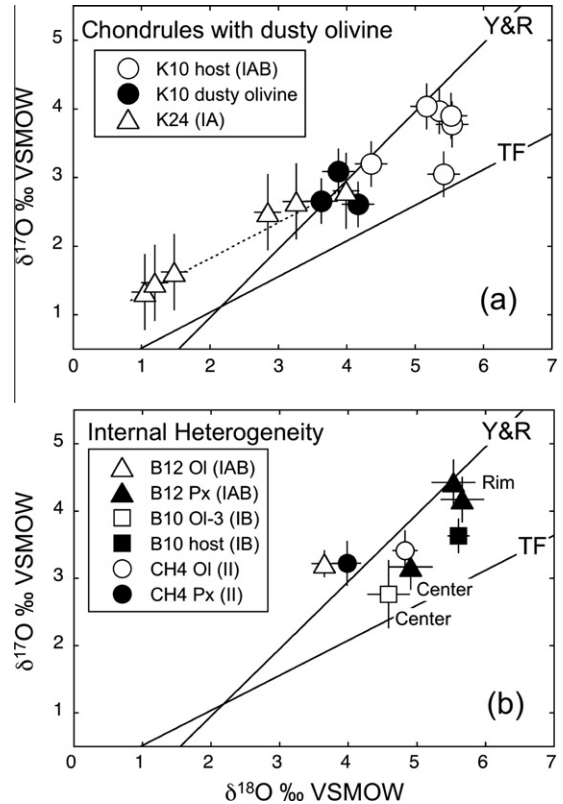 Chondrules with dusty olivine
Y&R
K10 host (IAB)
K10 dusty olivine
K24 (IA)
TF
5
4
3
2
1
δ¹⁷O ‰ VSMOW
(a)
0 1 2 3 4 5 6 7
Internal Heterogeneity
Y&R
B12 Ol (IAB)
B12 Px (IAB)
B10 Ol-3 (IB)
B10 host (IB)
CH4 Ol (II)
CH4 Px (II)
Rim
TF
Center
Center
5
4
3
2
1
δ¹⁷O ‰ VSMOW
(b)
0 1 2 3 4 5 6 7
δ¹⁸O ‰ VSMOW